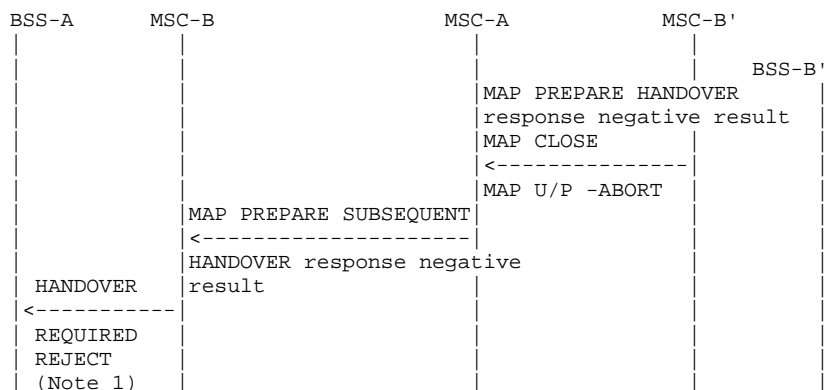 BSS-A MSC-B MSC-A MSC-B'
BSS-B'
MAP PREPARE HANDOVER
response negative result
MAP CLOSE
<---------------
MAP U/P -ABORT
MAP PREPARE SUBSEQUENT
<---------------------
HANDOVER response negative
HANDOVER result
<-----------
REQUIRED
REJECT
(Note 1)